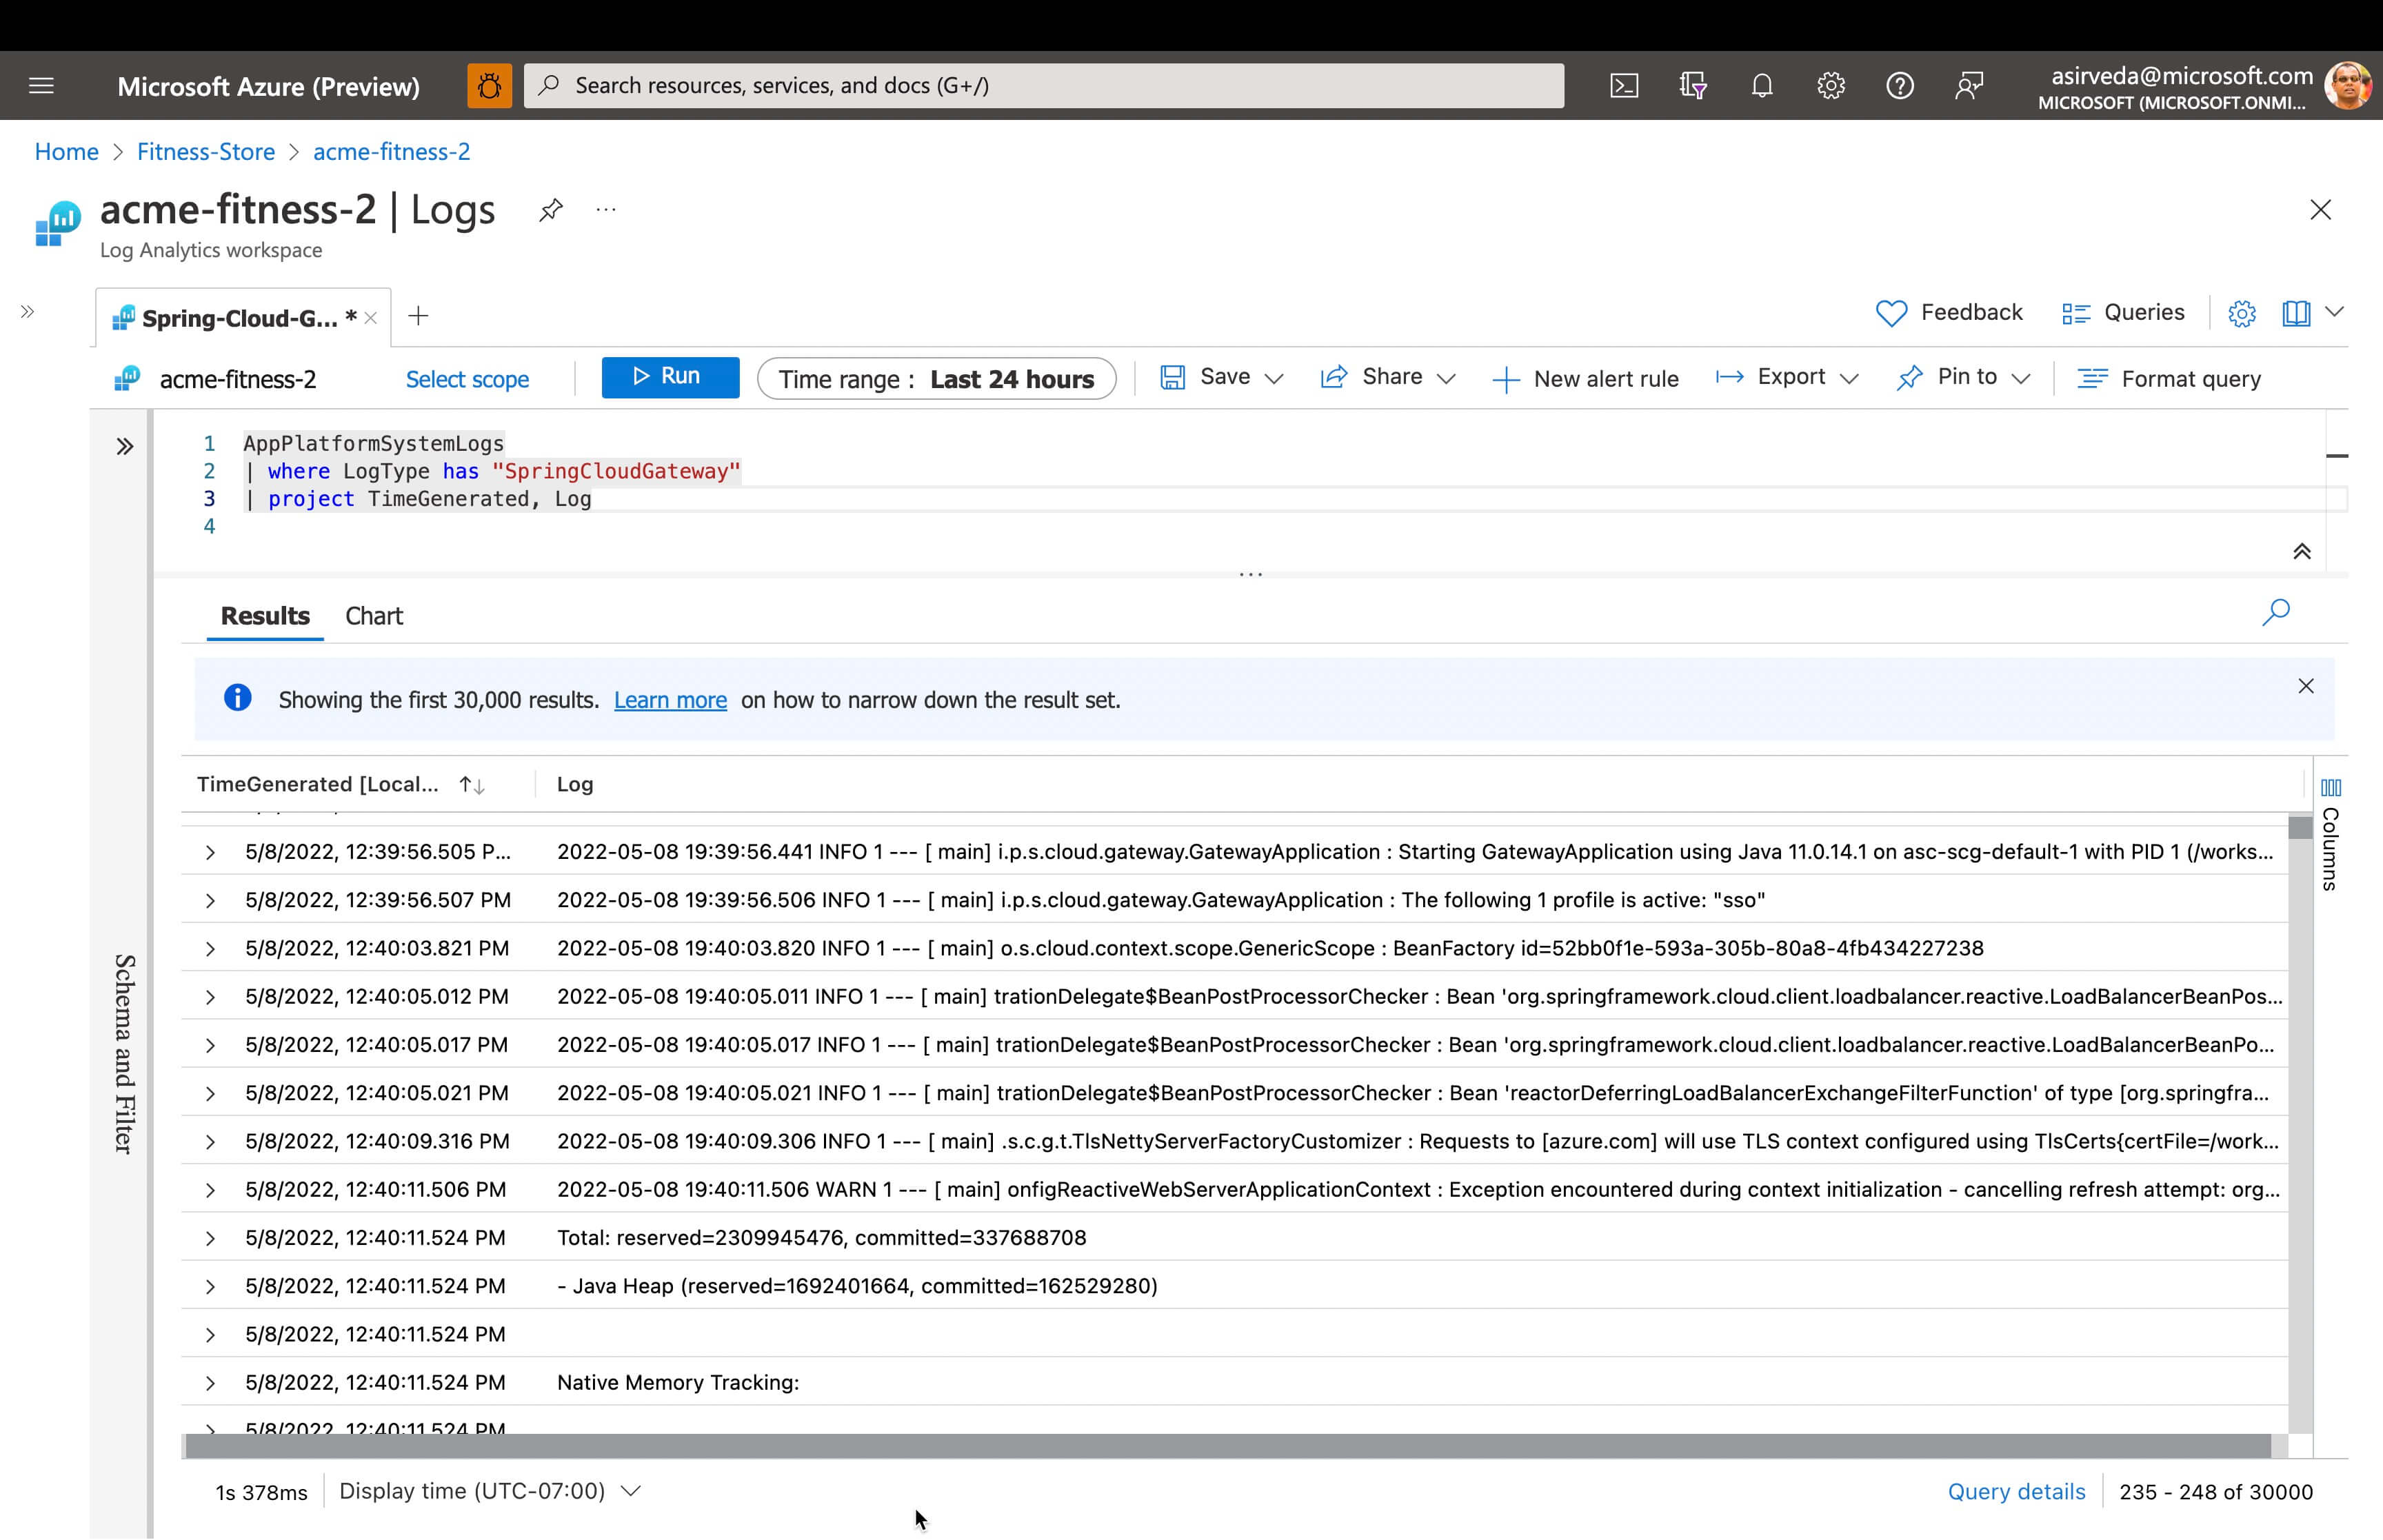 Microsoft Azure (Preview)
Search resources, services, and docs (G+/)
asirveda@microsoft.com
MICROSOFT (MICROSOFT.ONMI...
Home > Fitness-Store > acme-fitness-2
acme-fitness-2 | Logs ...
Log Analytics workspace
Spring-Cloud-G... *
Feedback
Queries
acme-fitness-2
Select scope
Run
Time range : Last 24 hours
Save
Share
New alert rule
Export
Pin to
Format query
1 AppPlatformSystemLogs
2 | where LogType has "SpringCloudGateway"
3 | project TimeGenerated, Log
4
Schema and Filter
Results
Chart
Showing the first 30,000 results. Learn more on how to narrow down the result set.
TimeGenerated [Local... Log
Columns
5/8/2022, 12:39:56.505 P... 2022-05-08 19:39:56.441 INFO 1 --- [ main] i.p.s.cloud.gateway.GatewayApplication : Starting GatewayApplication using Java 11.0.14.1 on asc-scg-default-1 with PID 1 (/works...
5/8/2022, 12:39:56.507 PM 2022-05-08 19:39:56.506 INFO 1 --- [ main] i.p.s.cloud.gateway.GatewayApplication : The following 1 profile is active: "sso"
5/8/2022, 12:40:03.821 PM 2022-05-08 19:40:03.820 INFO 1 --- [ main] o.s.cloud.context.scope.GenericScope : BeanFactory id=52bb0f1e-593a-305b-80a8-4fb434227238
5/8/2022, 12:40:05.012 PM 2022-05-08 19:40:05.011 INFO 1 --- [ main] trationDelegate$BeanPostProcessorChecker : Bean 'org.springframework.cloud.client.loadbalancer.reactive.LoadBalancerBeanPos...
5/8/2022, 12:40:05.017 PM 2022-05-08 19:40:05.017 INFO 1 --- [ main] trationDelegate$BeanPostProcessorChecker : Bean 'org.springframework.cloud.client.loadbalancer.reactive.LoadBalancerBeanPo...
5/8/2022, 12:40:05.021 PM 2022-05-08 19:40:05.021 INFO 1 --- [ main] trationDelegate$BeanPostProcessorChecker : Bean 'reactorDeferringLoadBalancerExchangeFilterFunction' of type [org.springfra...
5/8/2022, 12:40:09.316 PM 2022-05-08 19:40:09.306 INFO 1 --- [ main] .s.c.g.t.TlsNettyServerFactoryCustomizer : Requests to [azure.com] will use TLS context configured using TlsCerts{certFile=/work...
5/8/2022, 12:40:11.506 PM 2022-05-08 19:40:11.506 WARN 1 --- [ main] onfigReactiveWebServerApplicationContext : Exception encountered during context initialization - cancelling refresh attempt: org...
5/8/2022, 12:40:11.524 PM Total: reserved=2309945476, committed=337688708
5/8/2022, 12:40:11.524 PM - Java Heap (reserved=1692401664, committed=162529280)
5/8/2022, 12:40:11.524 PM
5/8/2022, 12:40:11.524 PM Native Memory Tracking:
5/8/2022, 12:40:11.524 PM
1s 378ms
Display time (UTC-07:00)
Query details
235 - 248 of 30000